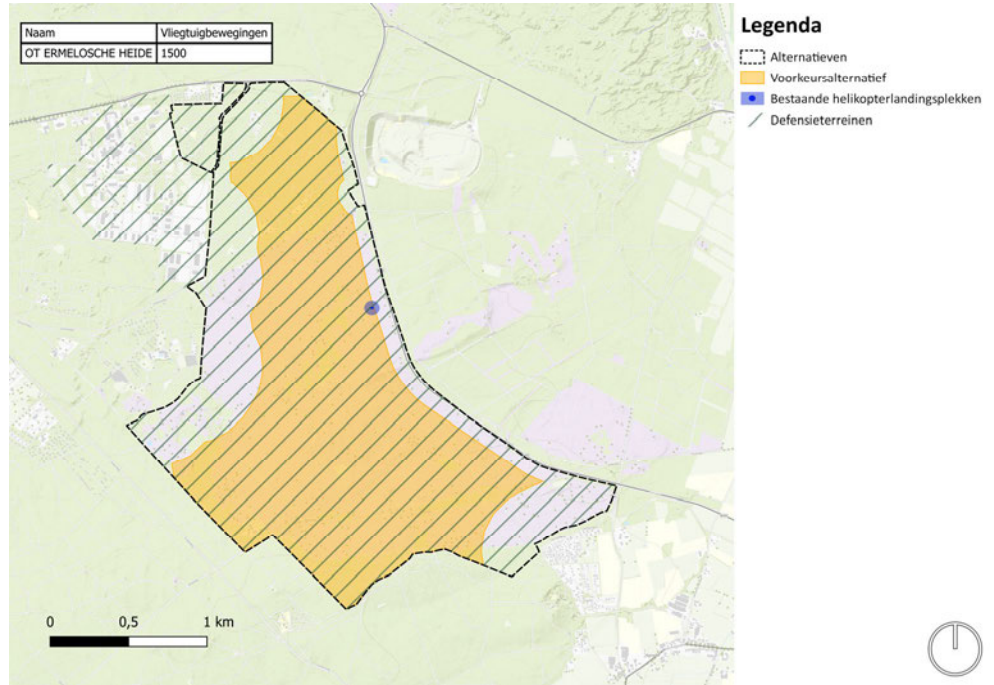 Naam Vliegtuigbewegingen
OT ERMELOSCHE HEIDE 1500
Legenda
Alternatieven
Voorkeursalternatief
Bestaande helikopterlandingsplekken
Defensieterreinen
0 0,5 1 km